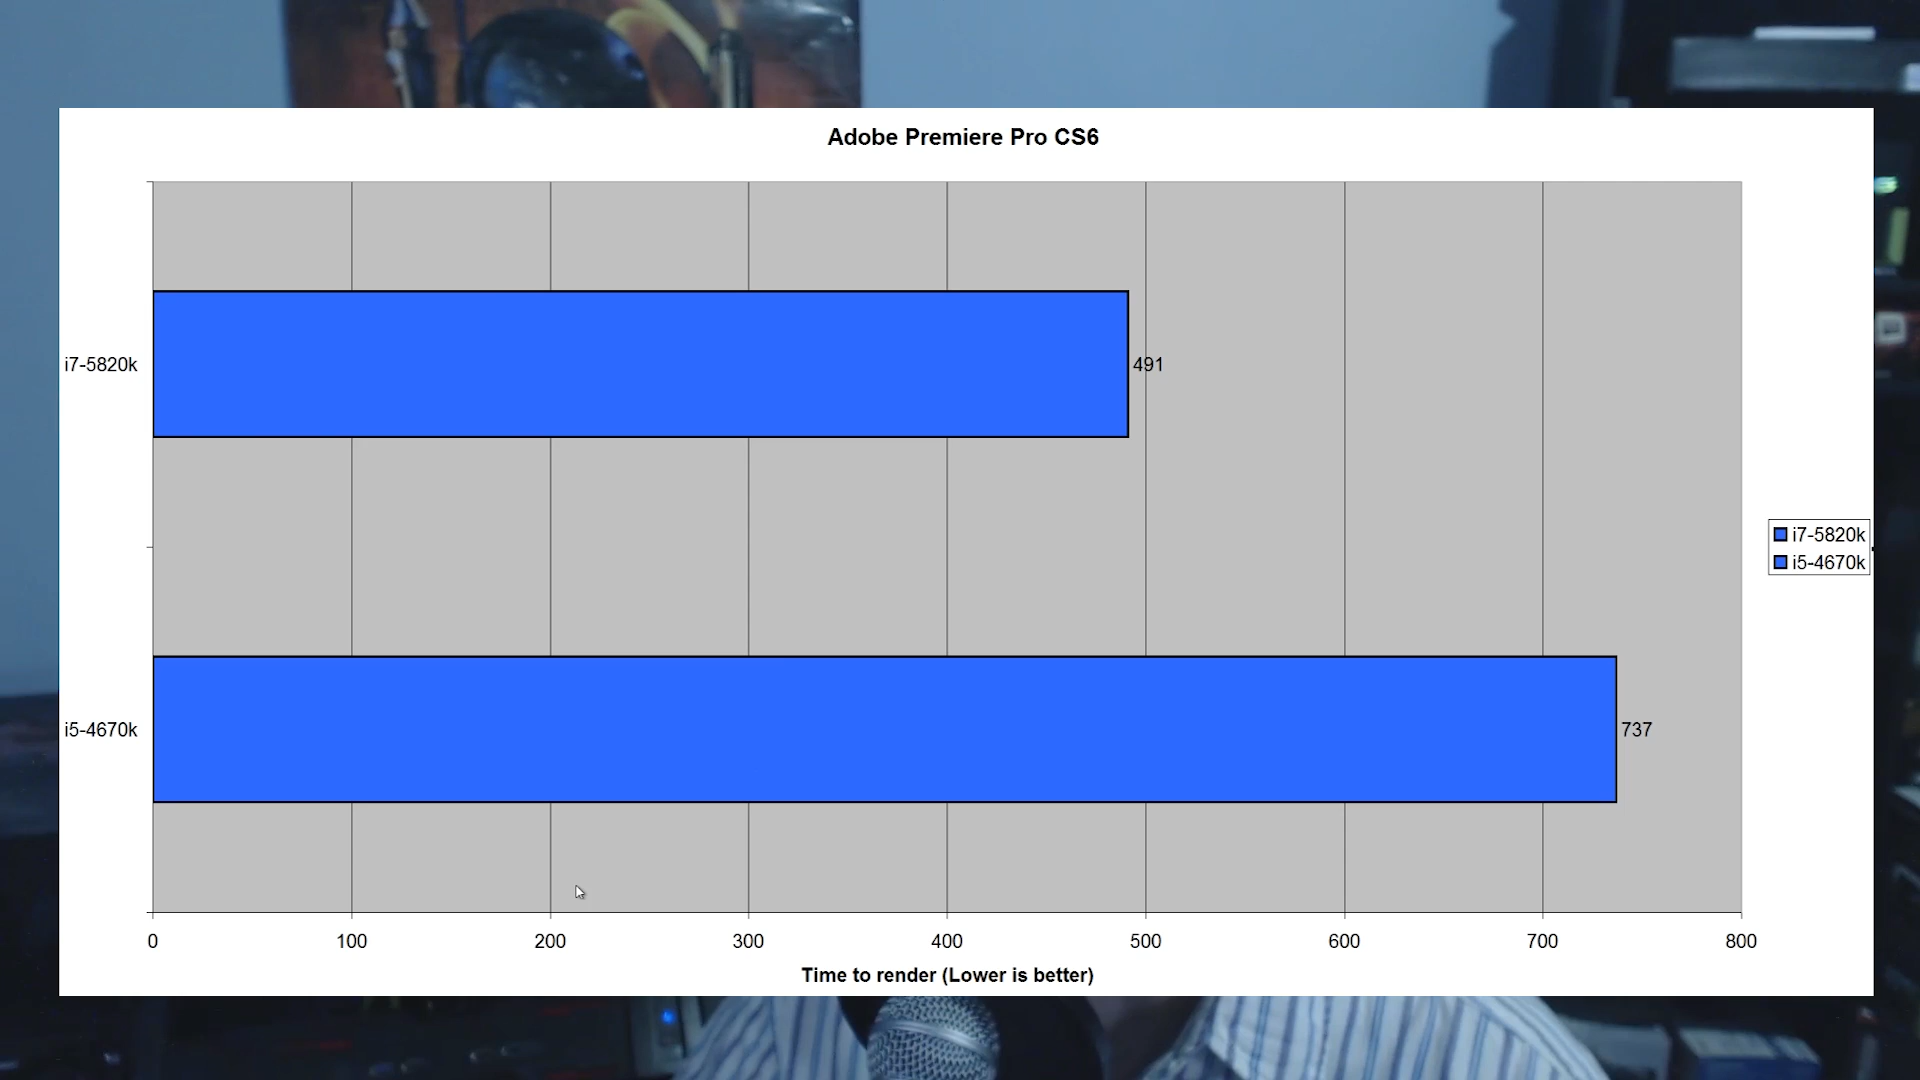 Adobe Premiere Pro CS6
i7-5820k
491
i7-5820k
i5-4670k
i5-4670k
737
0 100 200 300 400 500 600 700 800
Time to render (Lower is better)